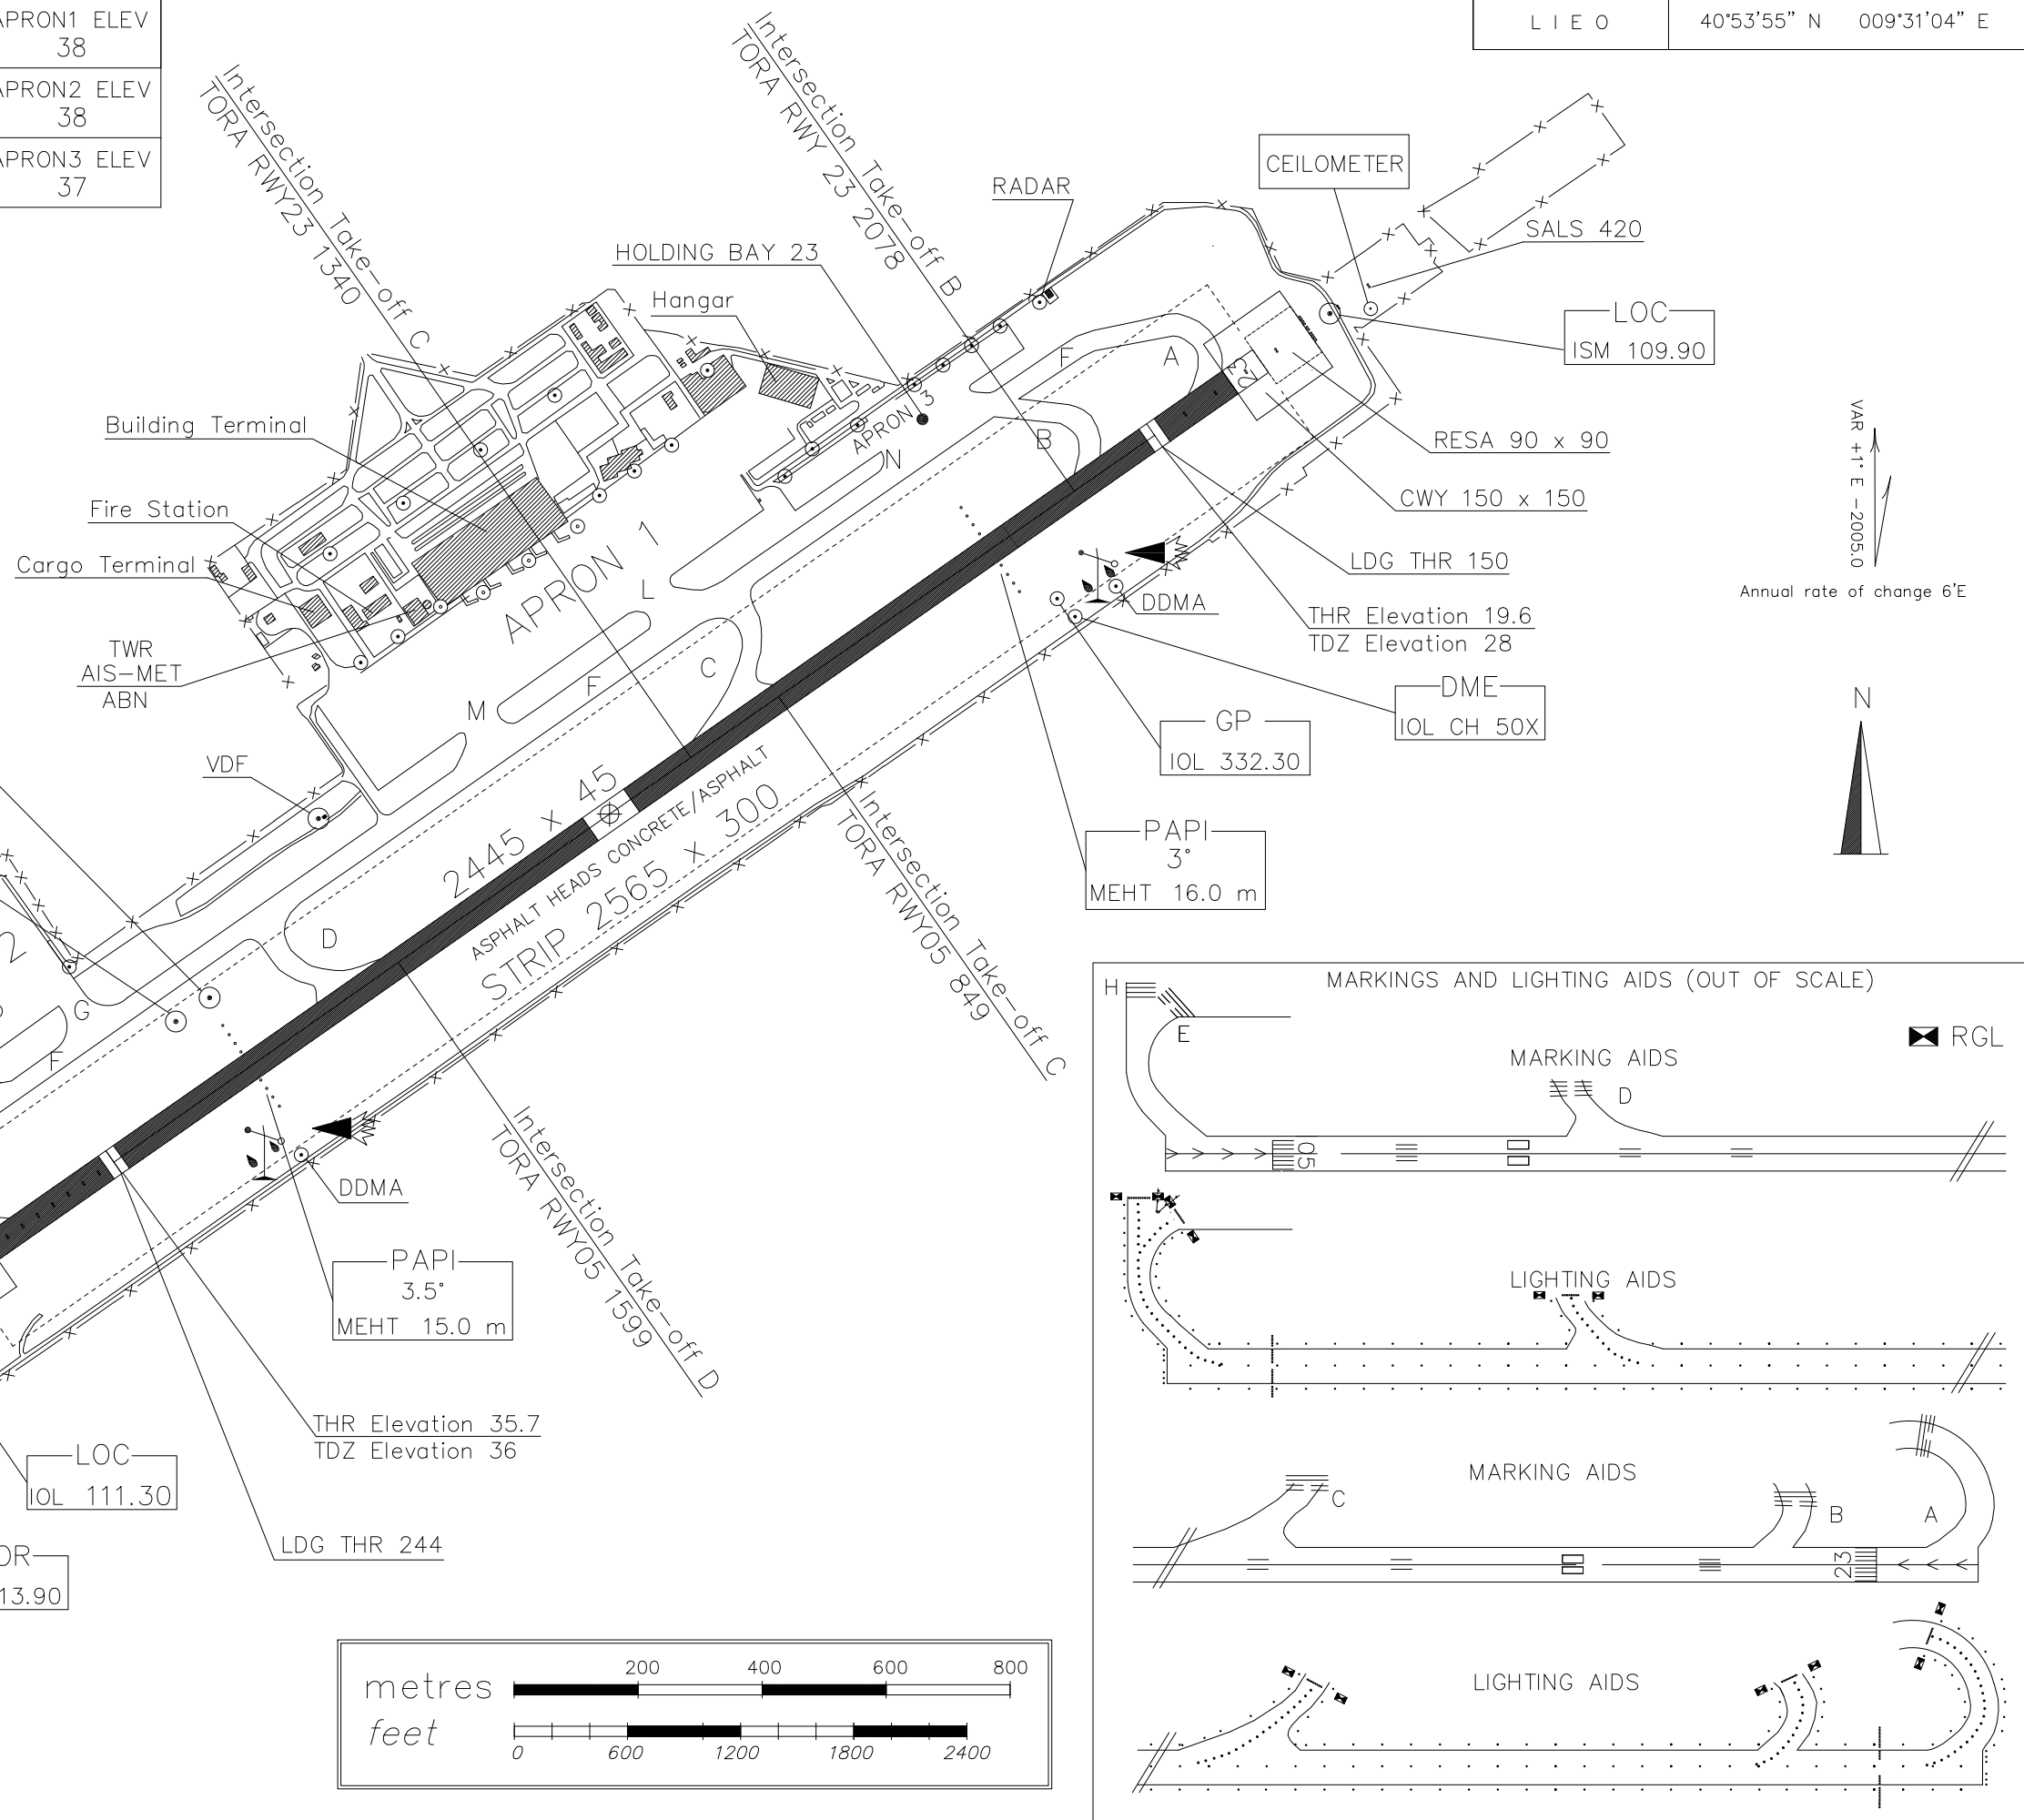 APRON1 ELEV
38
APRON2 ELEV
38
APRON3 ELEV
37
LIEO
40°53'55" N 009°31'04" E
Intersection Take-off C
TORA RWY23 1340
Intersection Take-off B
TORA RWY 23 2078
RADAR
CEILOMETER
SALS 420
HOLDING BAY 23
Hangar
LOC
ISM 109.90
F
A
23
Building Terminal
APRON 3
N
B
RESA 90 x 90
Fire Station
CWY 150 x 150
Cargo Terminal
APRON 1
L
LDG THR 150
DDMA
THR Elevation 19.6
TDZ Elevation 28
VAR +1° E -2005.0
Annual rate of change 6'E
N
TWR
AIS-MET
ABN
M
F
C
DME
IOL CH 50X
GP
IOL 332.30
VDF
2445 x 45
ASPHALT HEADS CONCRETE/ASPHALT
STRIP 2565 x 300
PAPI
3°
MEHT 16.0 m
Intersection Take-off C
TORA RWY05 849
D
2
G
F
DDMA
Intersection Take-off D
TORA RWY05 1599
PAPI
3.5°
MEHT 15.0 m
THR Elevation 35.7
TDZ Elevation 36
LOC
IOL 111.30
LDG THR 244
OR
13.90
metres
200 400 600 800
feet
0 600 1200 1800 2400
MARKINGS AND LIGHTING AIDS (OUT OF SCALE)
H
E
RGL
MARKING AIDS
D
05
LIGHTING AIDS
MARKING AIDS
C
B
A
23
LIGHTING AIDS